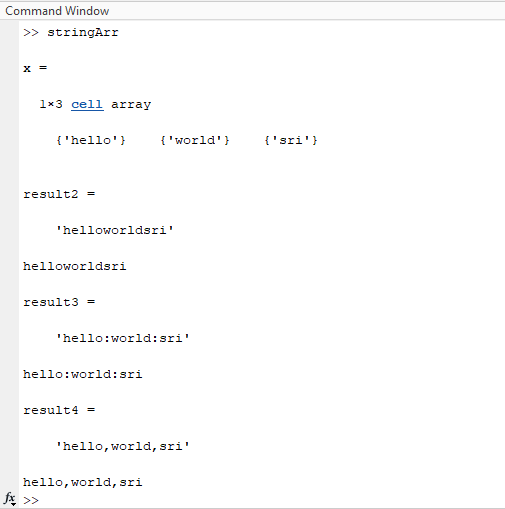 Command Window
>> stringArr
x =
1×3 cell array
{'hello'} {'world'} {'sri'}
result2 =
'helloworldsri'
helloworldsri
result3 =
'hello:world:sri'
hello:world:sri
result4 =
'hello,world,sri'
hello,world,sri
fx >>